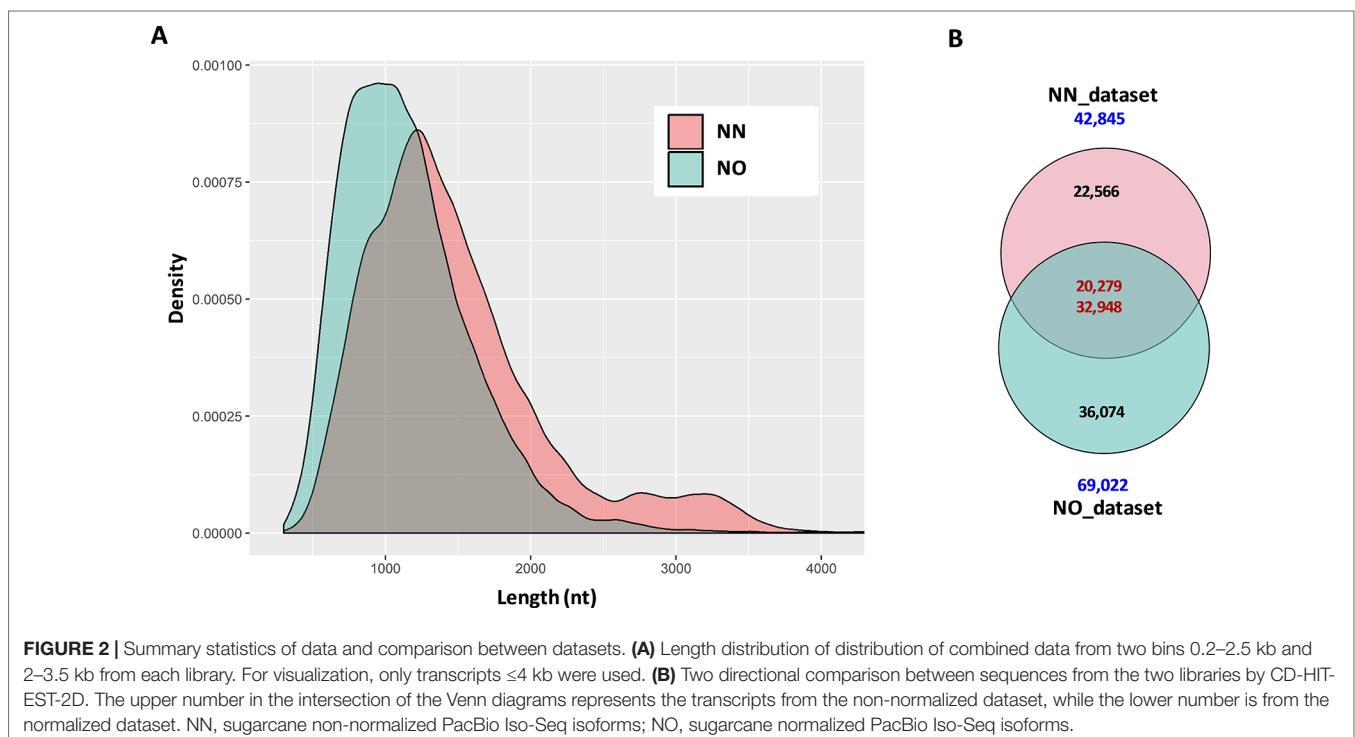 A
0.00100
0.00075
0.00050
0.00025
0.00000
Density
1000
2000
3000
4000
Length (nt)
NN
NO
B
NN_dataset
42,845
22,566
20,279
32,948
36,074
69,022
NO_dataset
FIGURE 2 | Summary statistics of data and comparison between datasets. (A) Length distribution of distribution of combined data from two bins 0.2–2.5 kb and
2–3.5 kb from each library. For visualization, only transcripts ≤4 kb were used. (B) Two directional comparison between sequences from the two libraries by CD-HIT-
EST-2D. The upper number in the intersection of the Venn diagrams represents the transcripts from the non-normalized dataset, while the lower number is from the
normalized dataset. NN, sugarcane non-normalized PacBio Iso-Seq isoforms; NO, sugarcane normalized PacBio Iso-Seq isoforms.